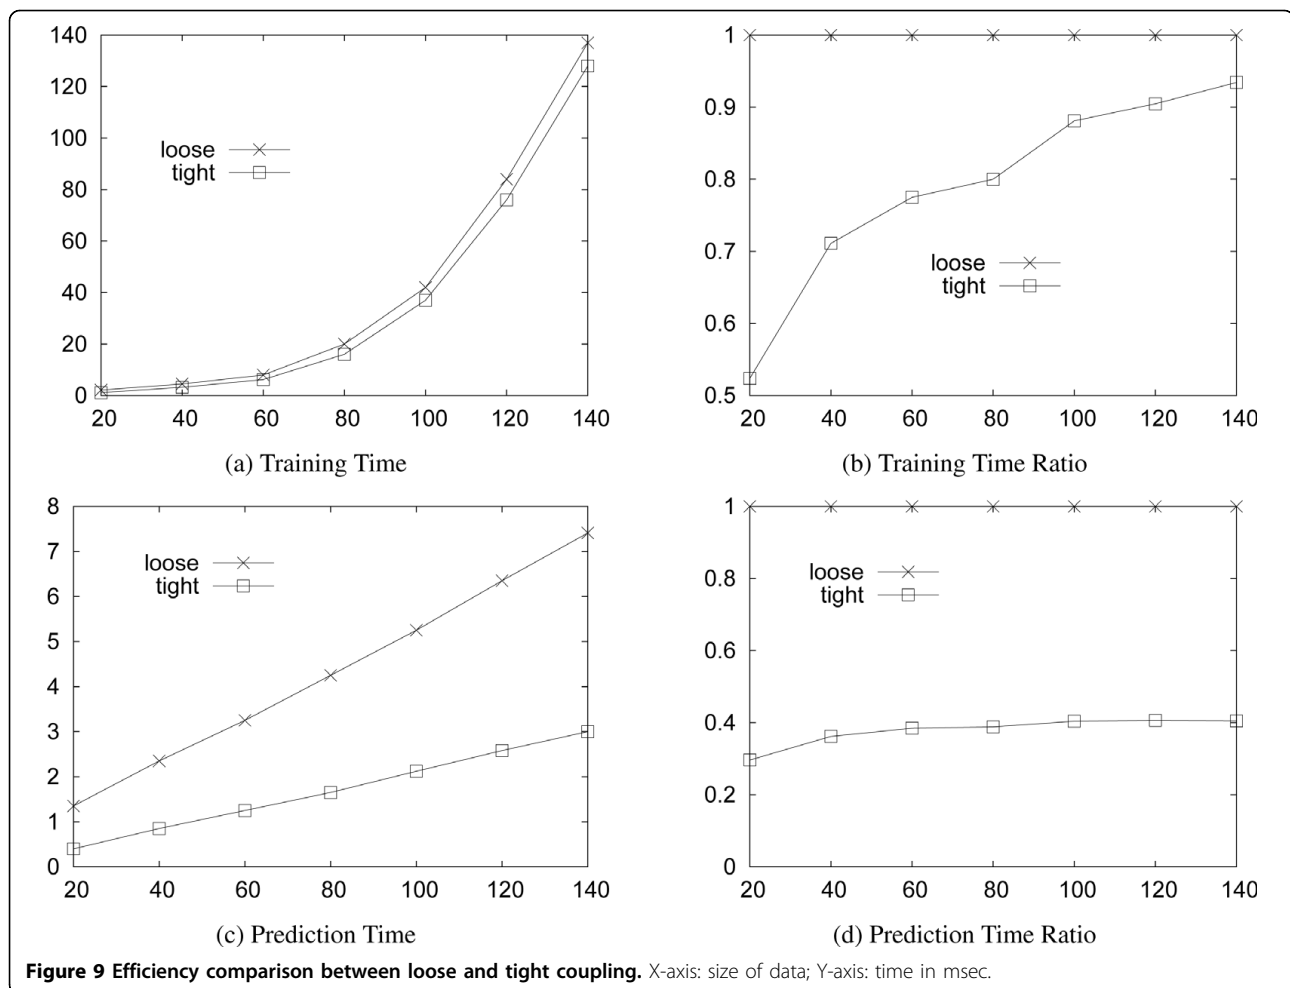 140
120
100
80
60
40
20
0
loose
tight
20 40 60 80 100 120 140
(a) Training Time
1
0.9
0.8
0.7
0.6
0.5
loose
tight
20 40 60 80 100 120 140
(b) Training Time Ratio
8
7
6
5
4
3
2
1
0
loose
tight
20 40 60 80 100 120 140
(c) Prediction Time
1
0.8
0.6
0.4
0.2
0
loose
tight
20 40 60 80 100 120 140
(d) Prediction Time Ratio
Figure 9 Efficiency comparison between loose and tight coupling. X-axis: size of data; Y-axis: time in msec.